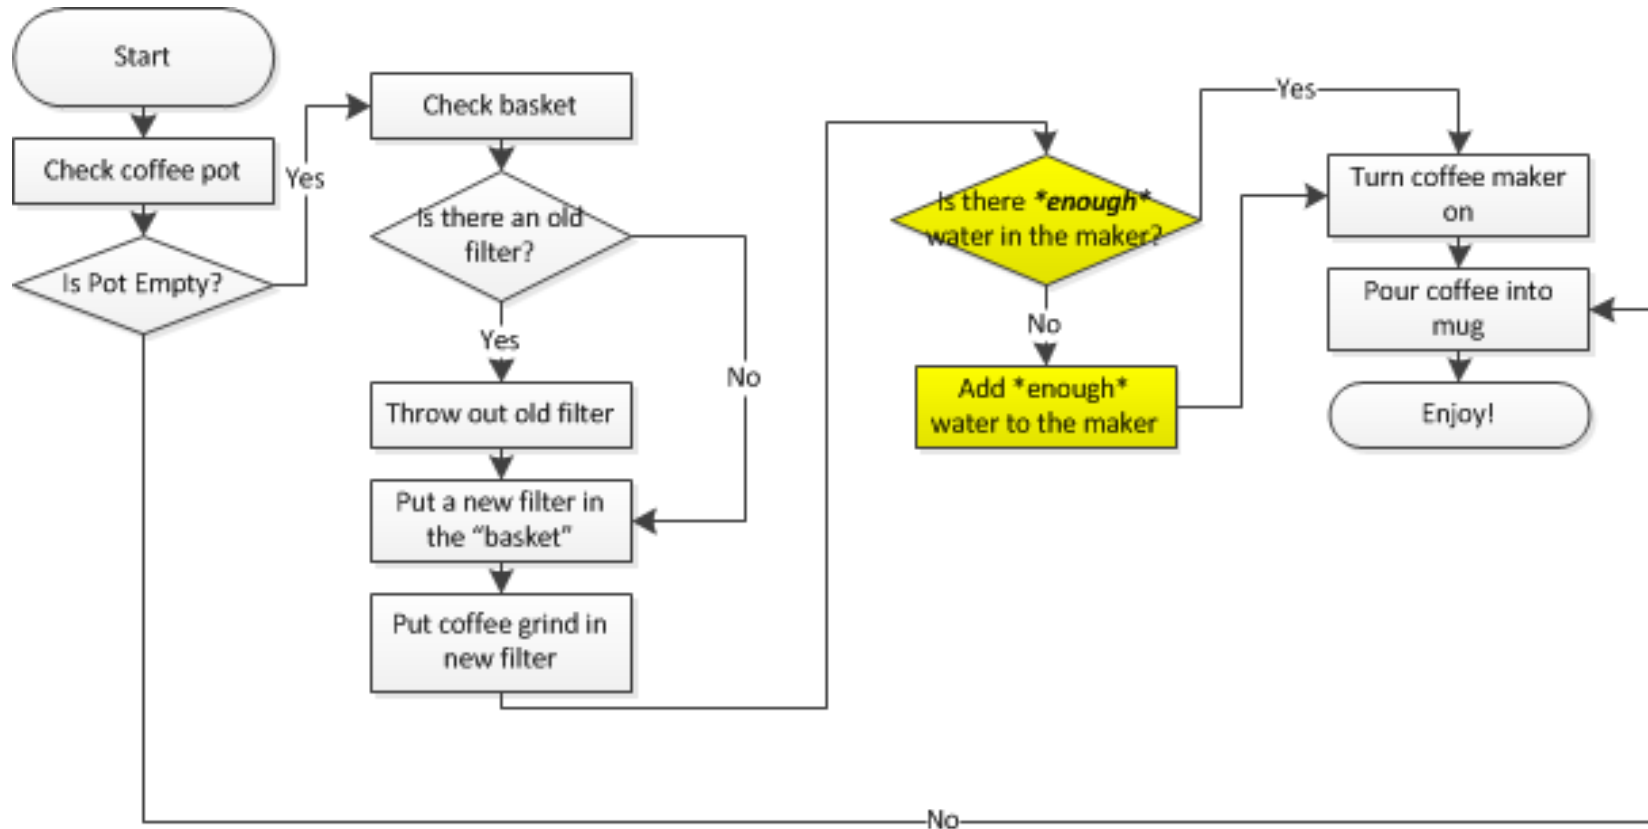 Start
Check coffee pot
Is Pot Empty?
Yes
No
Check basket
Is there an old
filter?
Yes
No
Throw out old filter
Put a new filter in
the “basket”
Put coffee grind in
new filter
Is there *enough*
water in the maker?
Yes
No
Add *enough*
water to the maker
Turn coffee maker
on
Pour coffee into
mug
Enjoy!